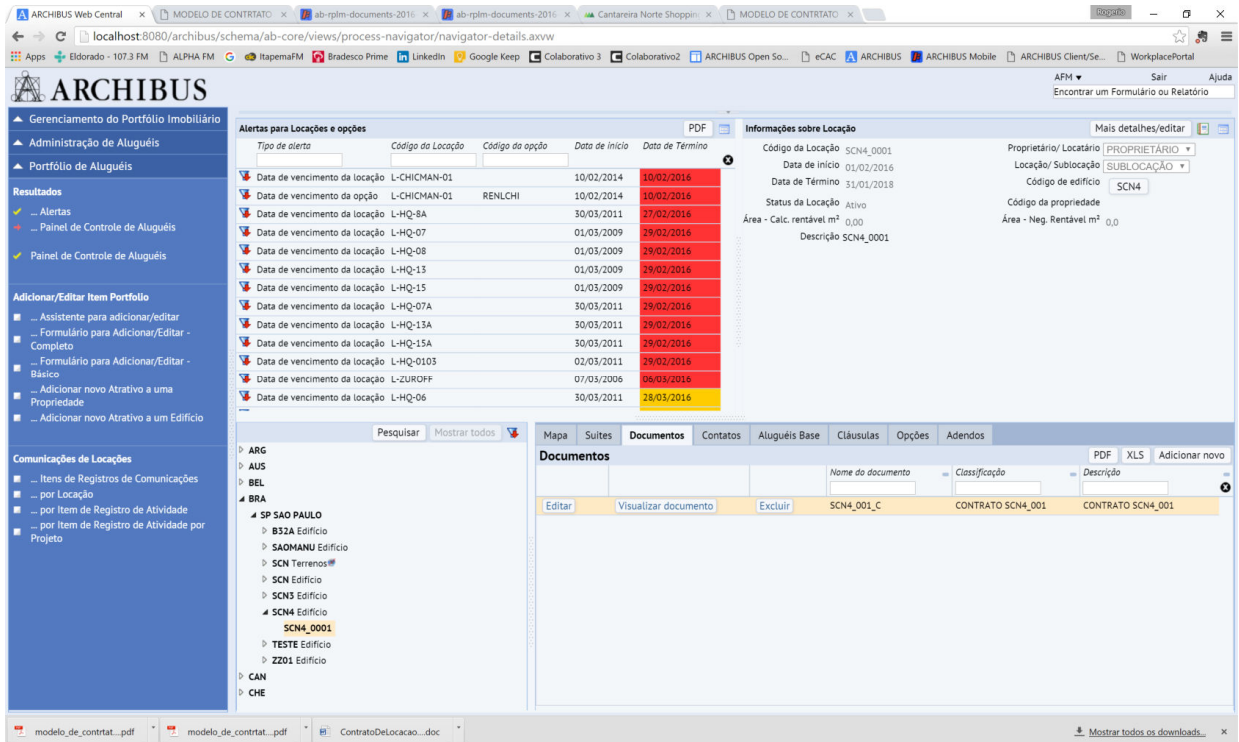 ARCHIBUS Web Central
MODELO DE CONTRTATO
ab-rplm-documents-2016
ab-rplm-documents-2016
Cantareira Norte Shoppin
MODELO DE CONTRTATO
Rogerio
localhost:8080/archibus/schema/ab-core/views/process-navigator/navigator-details.axvw
Apps Eldorado - 107.3 FM ALPHA FM ItapemaFM Bradesco Prime LinkedIn Google Keep Colaborativo 3 Colaborativo2 ARCHIBUS Open So... eCAC ARCHIBUS ARCHIBUS Mobile ARCHIBUS Client/Se... WorkplacePortal
ARCHIBUS
AFM Sair Ajuda
Encontrar um Formulário ou Relatório
Gerenciamento do Portfólio Imobiliário
Administração de Aluguéis
Portfólio de Aluguéis
Resultados
... Alertas
... Painel de Controle de Aluguéis
Painel de Controle de Aluguéis
Adicionar/Editar Item Portfolio
... Assistente para adicionar/editar
... Formulário para Adicionar/Editar -
Completo
... Formulário para Adicionar/Editar -
Básico
... Adicionar novo Atrativo a uma
Propriedade
... Adicionar novo Atrativo a um Edifício
Comunicações de Locações
... Itens de Registros de Comunicações
... por Locação
... por Item de Registro de Atividade
... por Item de Registro de Atividade por
Projeto
Alertas para Locações e opções PDF
Tipo de alerta Código da Locação Código da opção Data de início Data de Término
Data de vencimento da locação L-CHICMAN-01 10/02/2014 10/02/2016
Data de vencimento da opção L-CHICMAN-01 RENLCHI 10/02/2014 10/02/2016
Data de vencimento da locação L-HQ-8A 30/03/2011 27/02/2016
Data de vencimento da locação L-HQ-07 01/03/2009 29/02/2016
Data de vencimento da locação L-HQ-08 01/03/2009 29/02/2016
Data de vencimento da locação L-HQ-13 01/03/2009 29/02/2016
Data de vencimento da locação L-HQ-15 01/03/2009 29/02/2016
Data de vencimento da locação L-HQ-07A 30/03/2011 29/02/2016
Data de vencimento da locação L-HQ-13A 30/03/2011 29/02/2016
Data de vencimento da locação L-HQ-15A 30/03/2011 29/02/2016
Data de vencimento da locação L-HQ-0103 02/03/2011 29/02/2016
Data de vencimento da locação L-ZUROFF 07/03/2006 06/03/2016
Data de vencimento da locação L-HQ-06 30/03/2011 28/03/2016
Informações sobre Locação Mais detalhes/editar
Código da Locação SCN4_0001 Proprietário/ Locatário PROPRIETÁRIO
Data de início 01/02/2016 Locação/ Sublocação SUBLOCAÇÃO
Data de Término 31/01/2018 Código de edifício SCN4
Status da Locação Ativo Código da propriedade
Área - Calc. rentável m² 0,00 Área - Neg. Rentável m² 0,0
Descrição SCN4_0001
Pesquisar Mostrar todos
ARG
AUS
BEL
BRA
SP SAO PAULO
B32A Edifício
SAOMANU Edifício
SCN Terrenos
SCN Edifício
SCN3 Edifício
SCN4 Edifício
SCN4_0001
TESTE Edifício
ZZ01 Edifício
CAN
CHE
Mapa Suítes Documentos Contatos Aluguéis Base Cláusulas Opções Adendos
Documentos PDF XLS Adicionar novo
Nome do documento Classificação Descrição
Editar Visualizar documento Excluir SCN4_001_C CONTRATO SCN4_001 CONTRATO SCN4_001
modelo_de_contrtat....pdf modelo_de_contrtat....pdf ContratoDeLocacao....doc Mostrar todos os downloads...